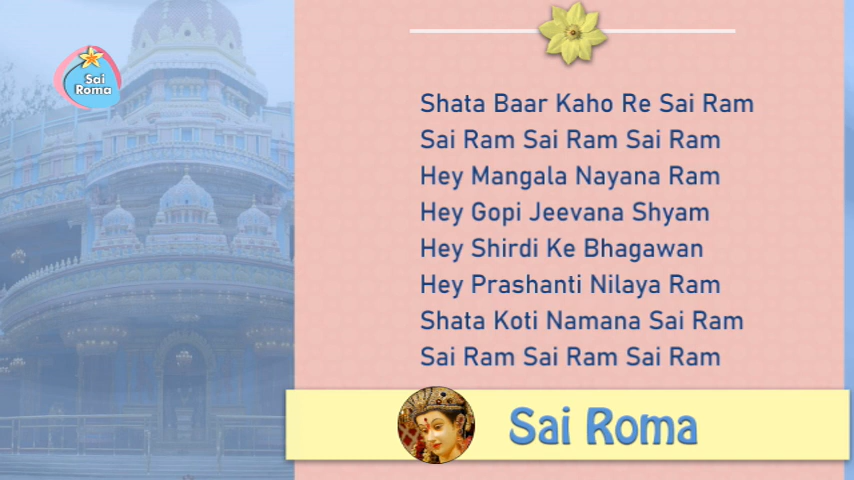 Sai
Roma
Shata Baar Kaho Re Sai Ram
Sai Ram Sai Ram Sai Ram
Hey Mangala Nayana Ram
Hey Gopi Jeevana Shyam
Hey Shirdi Ke Bhagawan
Hey Prashanti Nilaya Ram
Shata Koti Namana Sai Ram
Sai Ram Sai Ram Sai Ram
Sai Roma